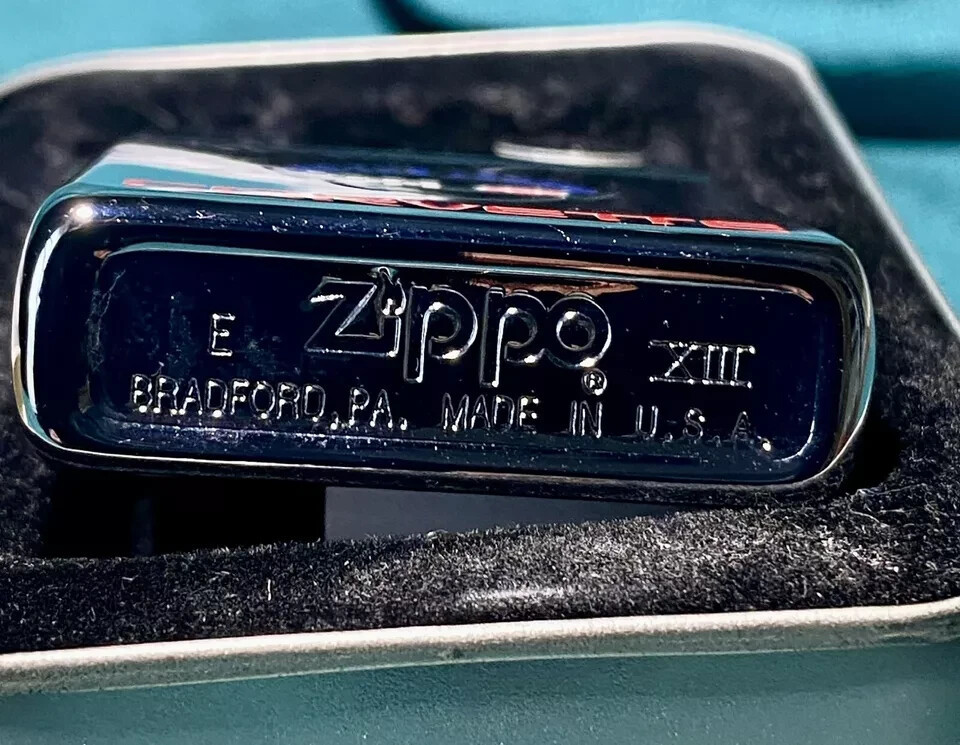 E Zippo® XIII
BRADFORD, PA. MADE IN U.S.A.